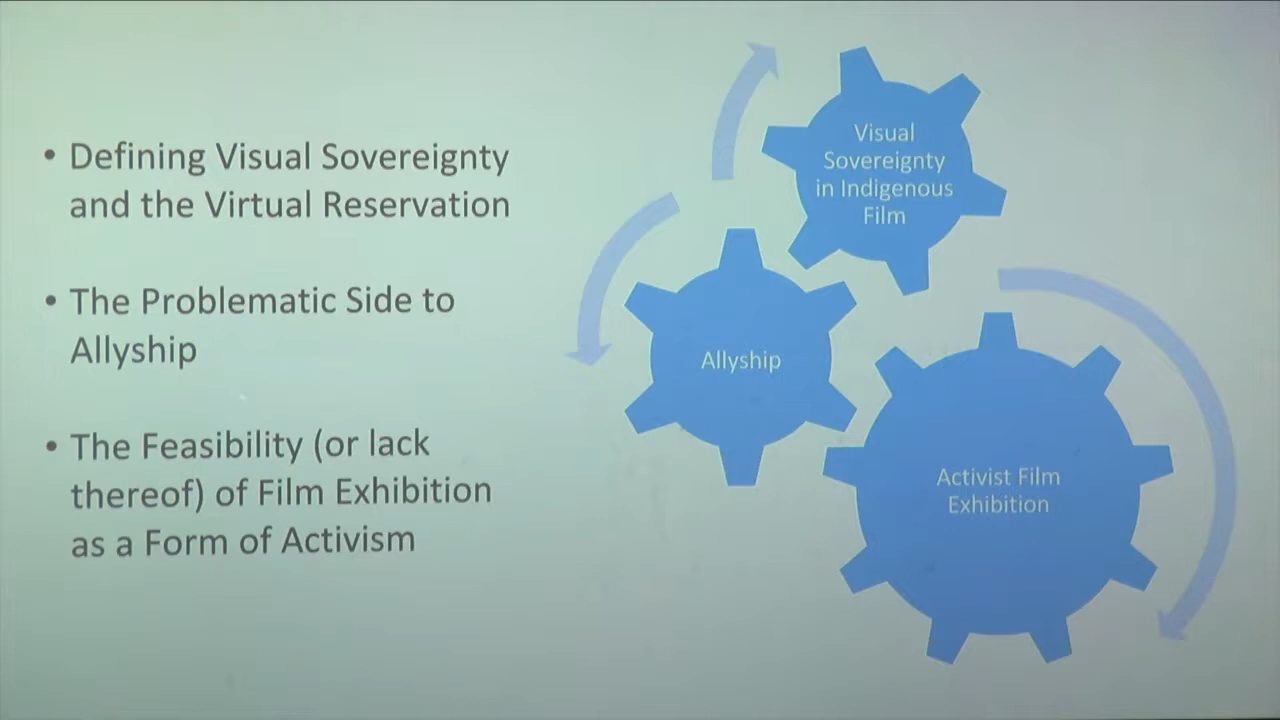 • Defining Visual Sovereignty
and the Virtual Reservation
• The Problematic Side to
Allyship
• The Feasibility (or lack
thereof) of Film Exhibition
as a Form of Activism
Visual
Sovereignty
in Indigenous
Film
Allyship
Activist Film
Exhibition